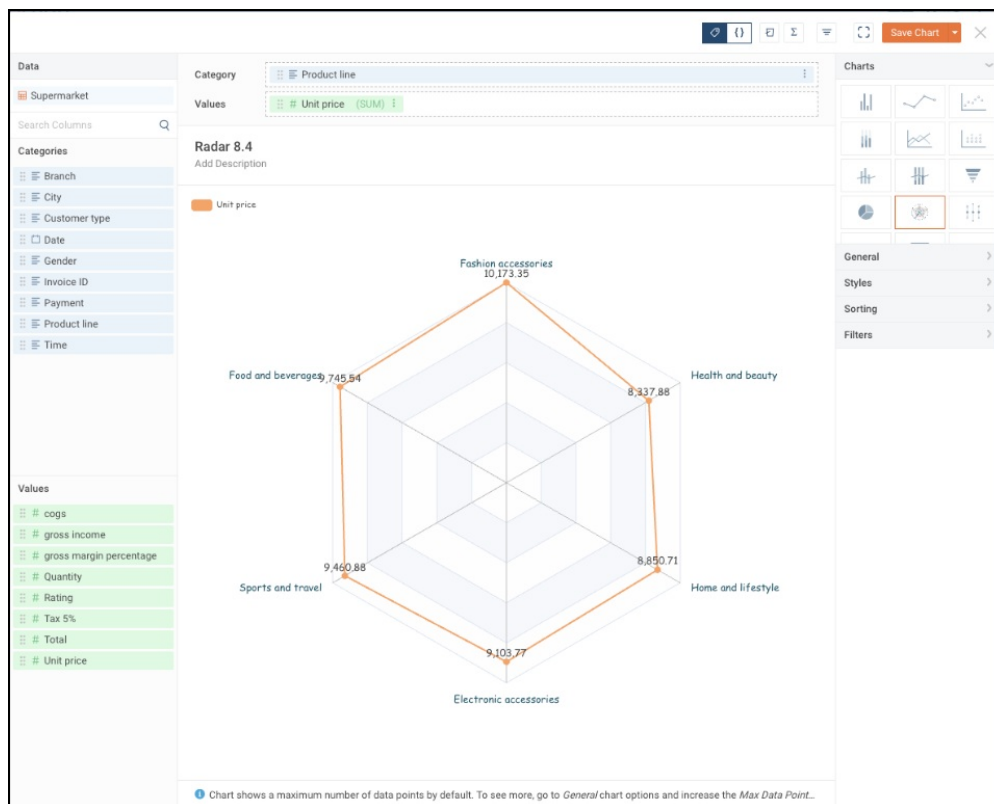 {}
Σ
Save Chart
Data
Supermarket
Search Columns
Categories
Branch
City
Customer type
Date
Gender
Invoice ID
Payment
Product line
Time
Values
# cogs
# gross income
# gross margin percentage
# Quantity
# Rating
# Tax 5%
# Total
# Unit price
Category Product line
Values # Unit price (SUM)
Radar 8.4
Add Description
Unit price
Fashion accessories
10,173.35
Food and beverages 9,745.54
Health and beauty
8,337.88
Sports and travel
9,460.88
8,850.71
Home and lifestyle
9,103.77
Electronic accessories
Chart shows a maximum number of data points by default. To see more, go to General chart options and increase the Max Data Point...
Charts
General
Styles
Sorting
Filters